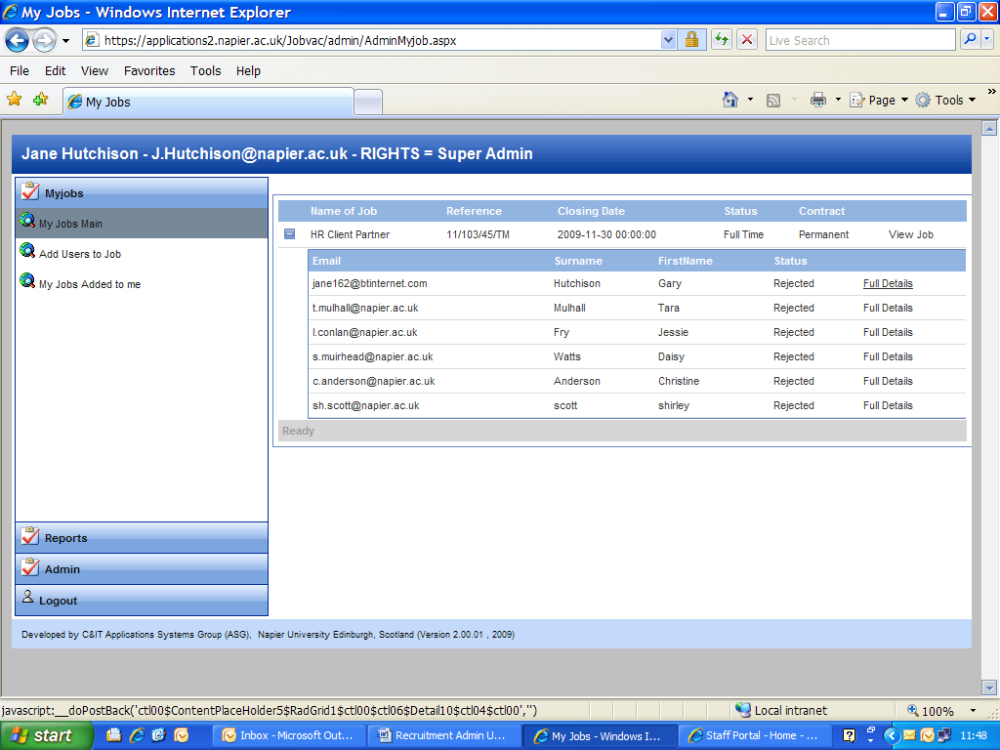 My Jobs - Windows Internet Explorer
https://applications2.napier.ac.uk/Jobvac/admin/AdminMyjob.aspx
Live Search
File Edit View Favorites Tools Help
My Jobs
Page Tools »
Jane Hutchison - J.Hutchison@napier.ac.uk - RIGHTS = Super Admin
Myjobs
My Jobs Main
Add Users to Job
My Jobs Added to me
Reports
Admin
Logout
Name of Job Reference Closing Date Status Contract
HR Client Partner 11/103/45/TM 2009-11-30 00:00:00 Full Time Permanent View Job
Email Surname FirstName Status
jane162@btinternet.com Hutchison Gary Rejected Full Details
t.mulhall@napier.ac.uk Mulhall Tara Rejected Full Details
l.conlan@napier.ac.uk Fry Jessie Rejected Full Details
s.muirhead@napier.ac.uk Watts Daisy Rejected Full Details
c.anderson@napier.ac.uk Anderson Christine Rejected Full Details
sh.scott@napier.ac.uk scott shirley Rejected Full Details
Ready
Developed by C&IT Applications Systems Group (ASG), Napier University Edinburgh, Scotland (Version 2.00.01 , 2009)
javascript:__doPostBack('ctl00$ContentPlaceHolder5$RadGrid1$ctl00$ctl06$Detail10$ctl04$ctl00','') Local intranet 100%
start Inbox - Microsoft Out... Recruitment Admin U... My Jobs - Windows I... Staff Portal - Home - ... 11:48